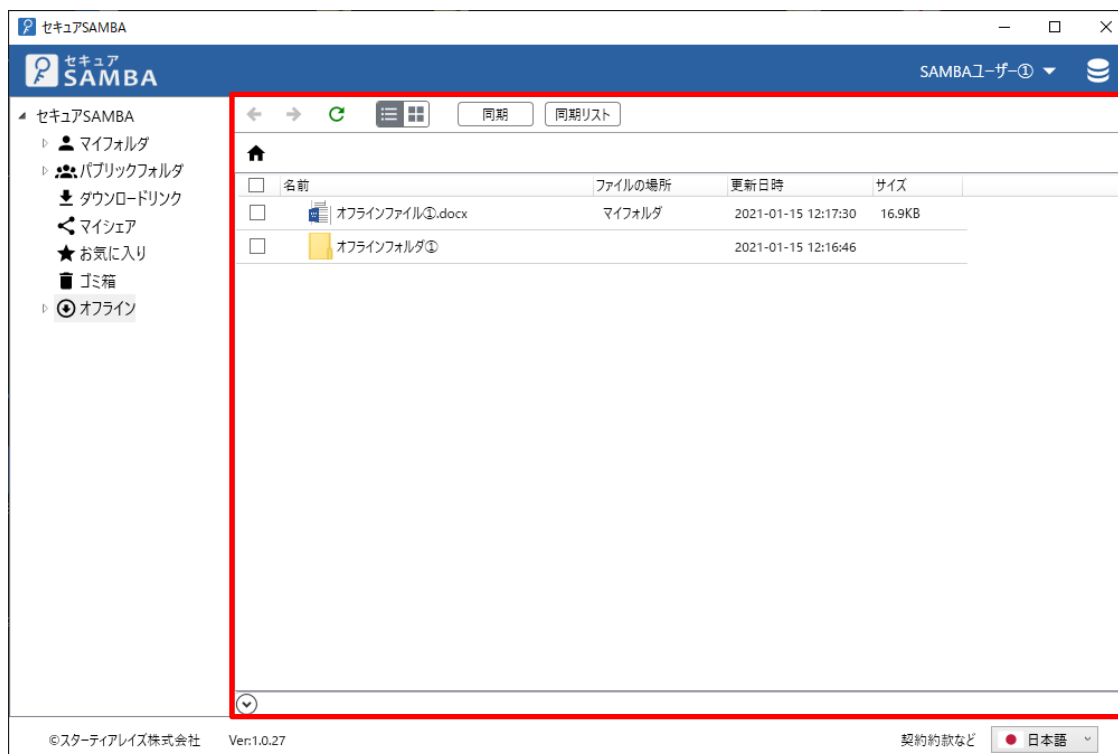 セキュアSAMBA
セキュア
SAMBA
SAMBAユーザー①
セキュアSAMBA
マイフォルダ
パブリックフォルダ
ダウンロードリンク
マイシェア
お気に入り
ゴミ箱
オフライン
同期 同期リスト
名前 ファイルの場所 更新日時 サイズ
オフラインファイル①.docx マイフォルダ 2021-01-15 12:17:30 16.9KB
オフラインフォルダ① 2021-01-15 12:16:46
©スターティアレイズ株式会社 Ver:1.0.27 契約約款など 日本語